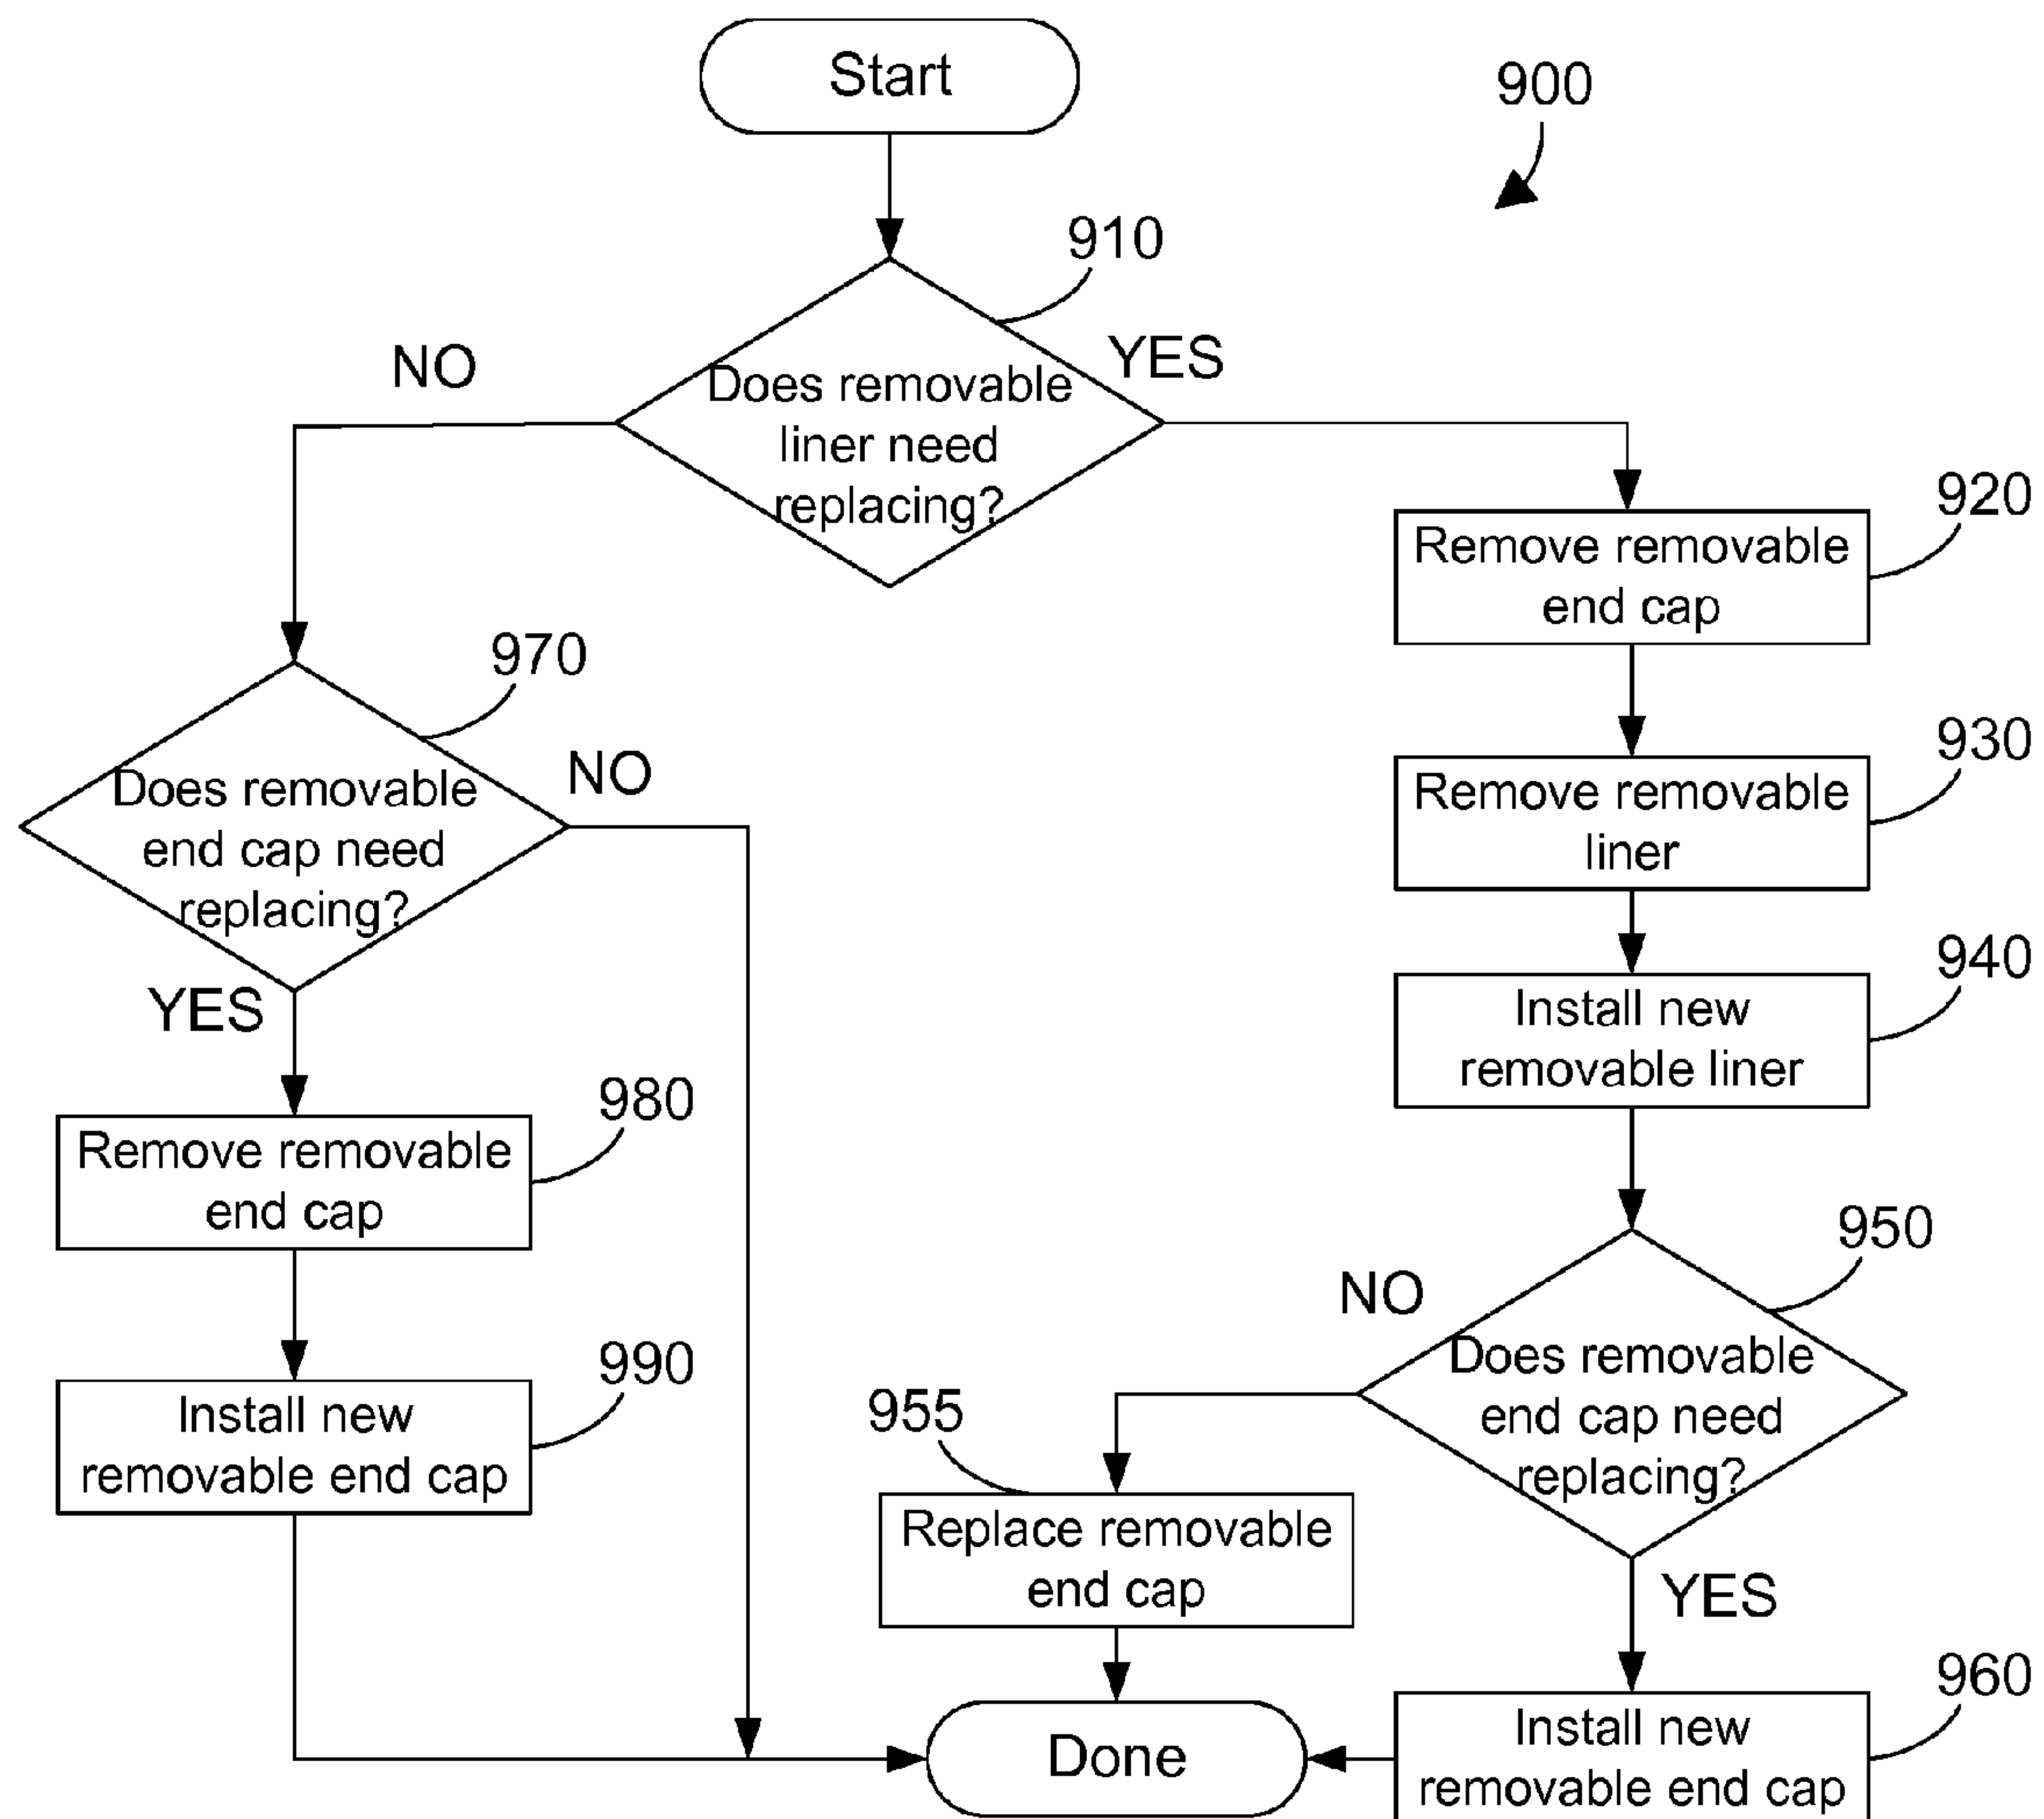 Start
900
910
NO
YES
Does removable
liner need
replacing?
920
Remove removable
end cap
970
NO
Does removable
end cap need
replacing?
YES
930
Remove removable
liner
940
Install new
removable liner
980
Remove removable
end cap
950
NO
Does removable
end cap need
replacing?
YES
990
Install new
removable end cap
955
Replace removable
end cap
960
Install new
removable end cap
Done